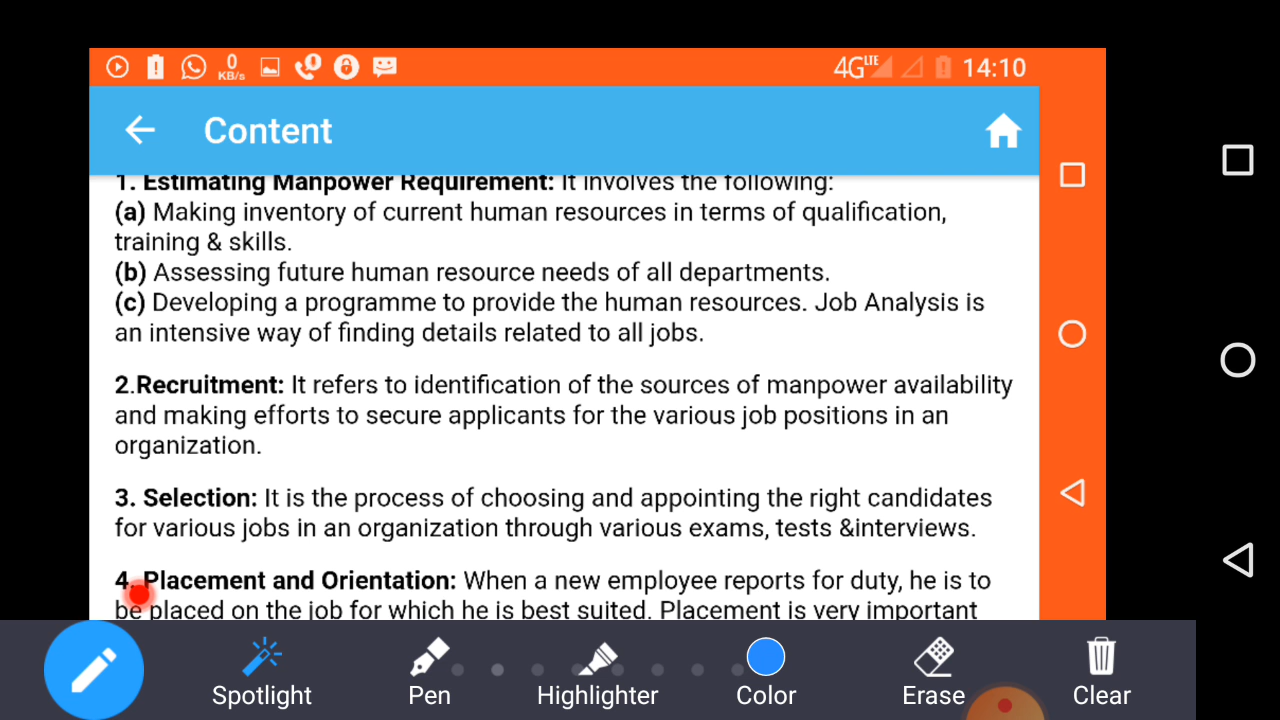 0
KB/s
4G LTE
14:10
Content
1. Estimating Manpower Requirement: It involves the following:
(a) Making inventory of current human resources in terms of qualification,
training & skills.
(b) Assessing future human resource needs of all departments.
(c) Developing a programme to provide the human resources. Job Analysis is
an intensive way of finding details related to all jobs.
2.Recruitment: It refers to identification of the sources of manpower availability
and making efforts to secure applicants for the various job positions in an
organization.
3. Selection: It is the process of choosing and appointing the right candidates
for various jobs in an organization through various exams, tests &interviews.
4. Placement and Orientation: When a new employee reports for duty, he is to
be placed on the job for which he is best suited. Placement is very important
Spotlight
Pen
Highlighter
Color
Erase
Clear